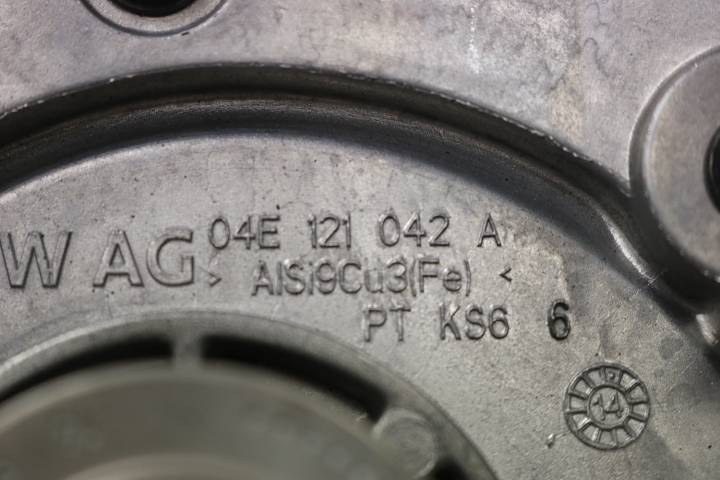 W AG 04E 121 042 A
> AlSi9Cu3(Fe) <
PT KS6 6
14